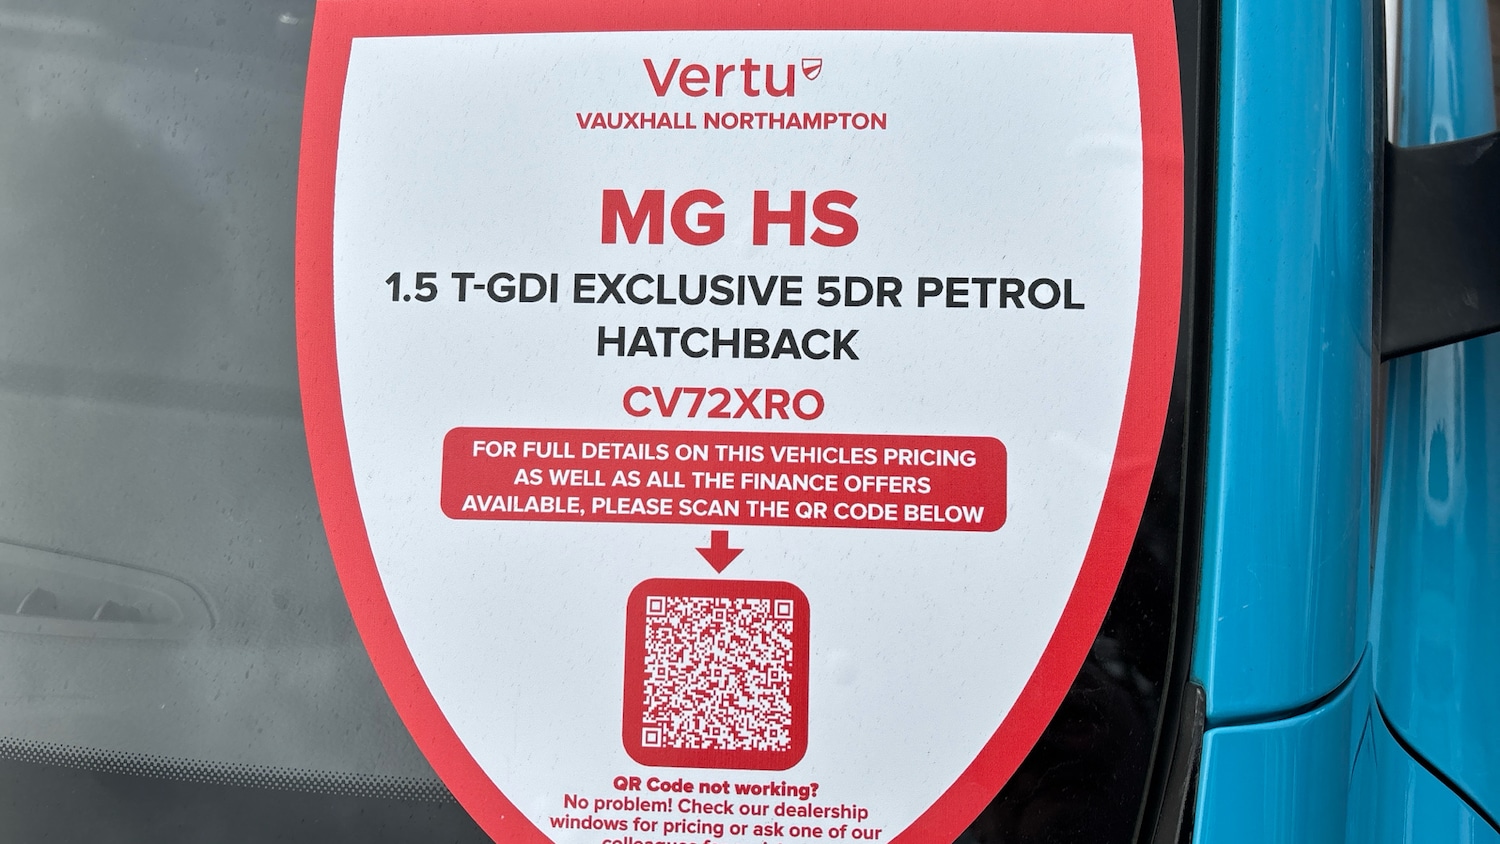 Vertu
VAUXHALL NORTHAMPTON
MG HS
1.5 T-GDI EXCLUSIVE 5DR PETROL
HATCHBACK
CV72XRO
FOR FULL DETAILS ON THIS VEHICLES PRICING
AS WELL AS ALL THE FINANCE OFFERS
AVAILABLE, PLEASE SCAN THE QR CODE BELOW
QR Code not working?
No problem! Check our dealership
windows for pricing or ask one of our
colleagues